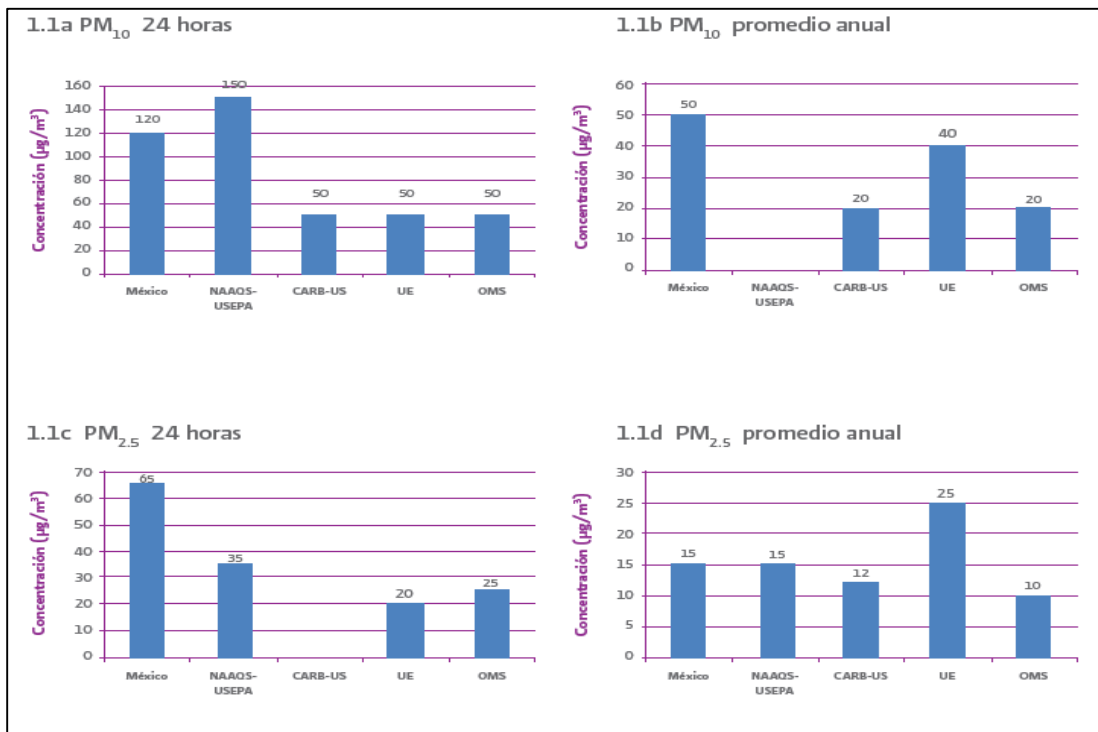 1.1a PM10 24 horas
Concentración (µg/m³)
160
140
120
100
80
60
40
20
0
120
150
50
50
50
México
NAAQS-
USEPA
CARB-US
UE
OMS
1.1b PM10 promedio anual
Concentración (µg/m³)
60
50
40
30
20
10
0
50
20
40
20
México
NAAQS-
USEPA
CARB-US
UE
OMS
1.1c PM2.5 24 horas
Concentración (µg/m³)
70
60
50
40
30
20
10
0
65
35
20
25
México
NAAQS-
USEPA
CARB-US
UE
OMS
1.1d PM2.5 promedio anual
Concentración (µg/m³)
30
25
20
15
10
5
0
15
15
12
25
10
México
NAAQS-
USEPA
CARB-US
UE
OMS